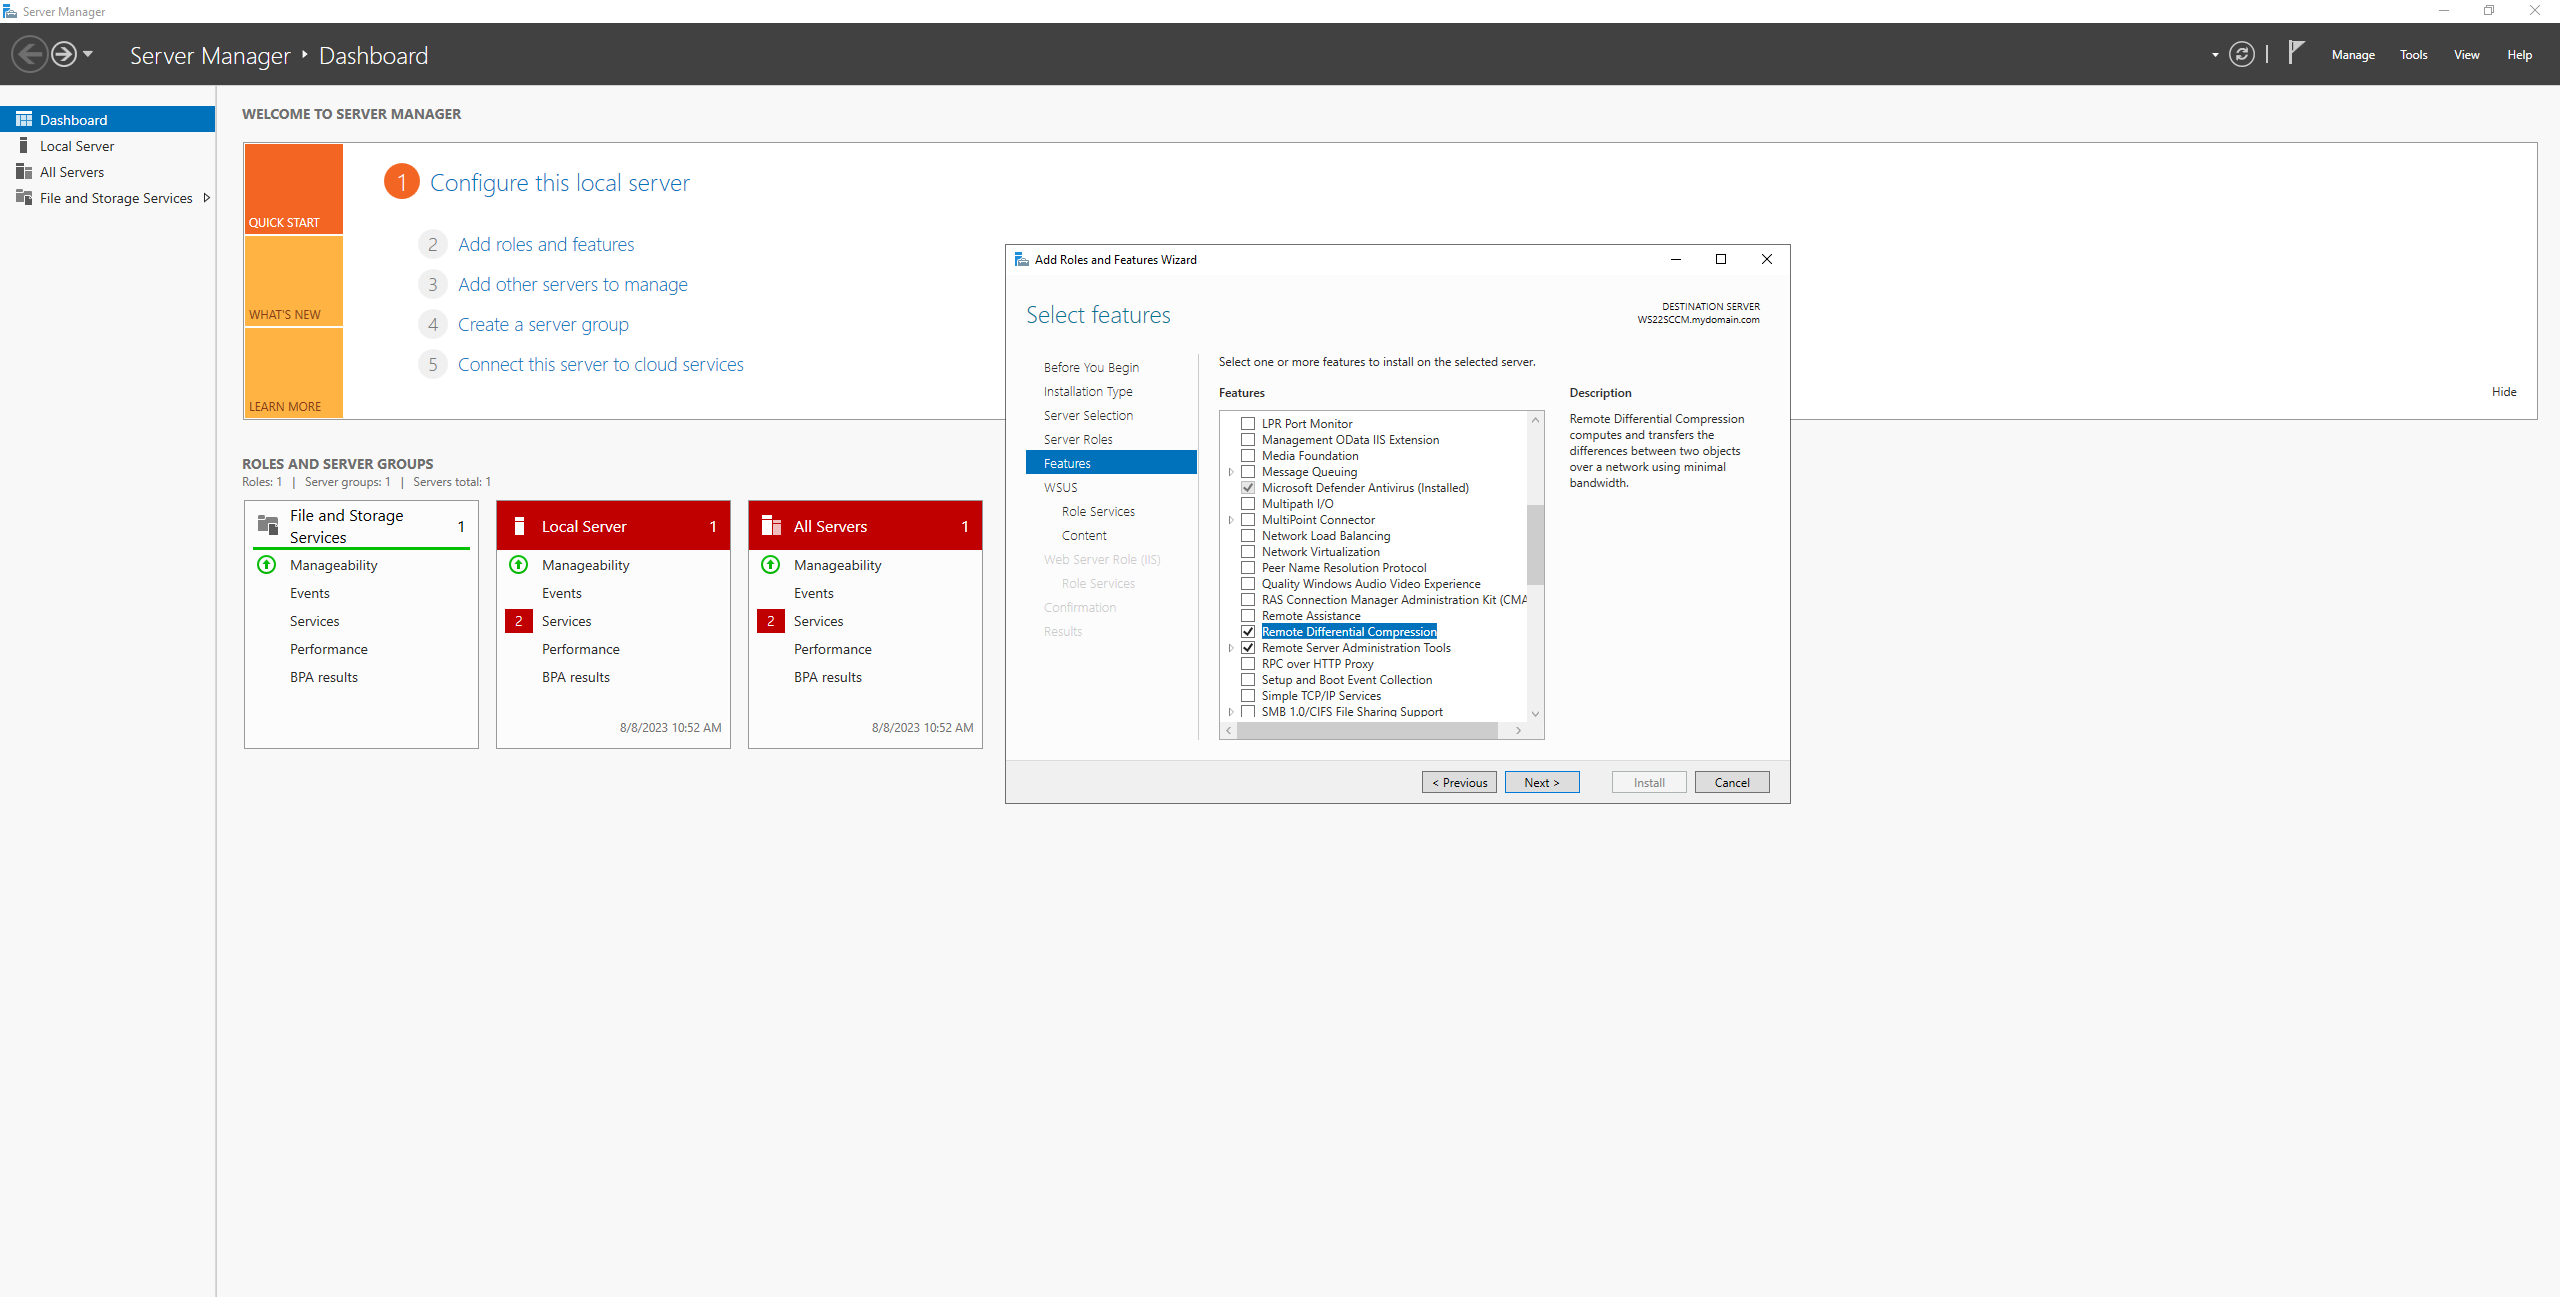 Server Manager
Server Manager ‣ Dashboard
Manage
Tools
View
Help
Dashboard
Local Server
All Servers
File and Storage Services
WELCOME TO SERVER MANAGER
QUICK START
WHAT'S NEW
LEARN MORE
1 Configure this local server
2 Add roles and features
3 Add other servers to manage
4 Create a server group
5 Connect this server to cloud services
Hide
ROLES AND SERVER GROUPS
Roles: 1 | Server groups: 1 | Servers total: 1
File and Storage
Services
1
Manageability
Events
Services
Performance
BPA results
Local Server 1
Manageability
Events
2 Services
Performance
BPA results
8/8/2023 10:52 AM
All Servers 1
Manageability
Events
2 Services
Performance
BPA results
8/8/2023 10:52 AM
Add Roles and Features Wizard
Select features
DESTINATION SERVER
WS22SCCM.mydomain.com
Before You Begin
Installation Type
Server Selection
Server Roles
Features
WSUS
Role Services
Content
Web Server Role (IIS)
Role Services
Confirmation
Results
Select one or more features to install on the selected server.
Features
LPR Port Monitor
Management OData IIS Extension
Media Foundation
Message Queuing
Microsoft Defender Antivirus (Installed)
Multipath I/O
MultiPoint Connector
Network Load Balancing
Network Virtualization
Peer Name Resolution Protocol
Quality Windows Audio Video Experience
RAS Connection Manager Administration Kit (CMA
Remote Assistance
Remote Differential Compression
Remote Server Administration Tools
RPC over HTTP Proxy
Setup and Boot Event Collection
Simple TCP/IP Services
SMB 1.0/CIFS File Sharing Support
Description
Remote Differential Compression
computes and transfers the
differences between two objects
over a network using minimal
bandwidth.
< Previous
Next >
Install
Cancel